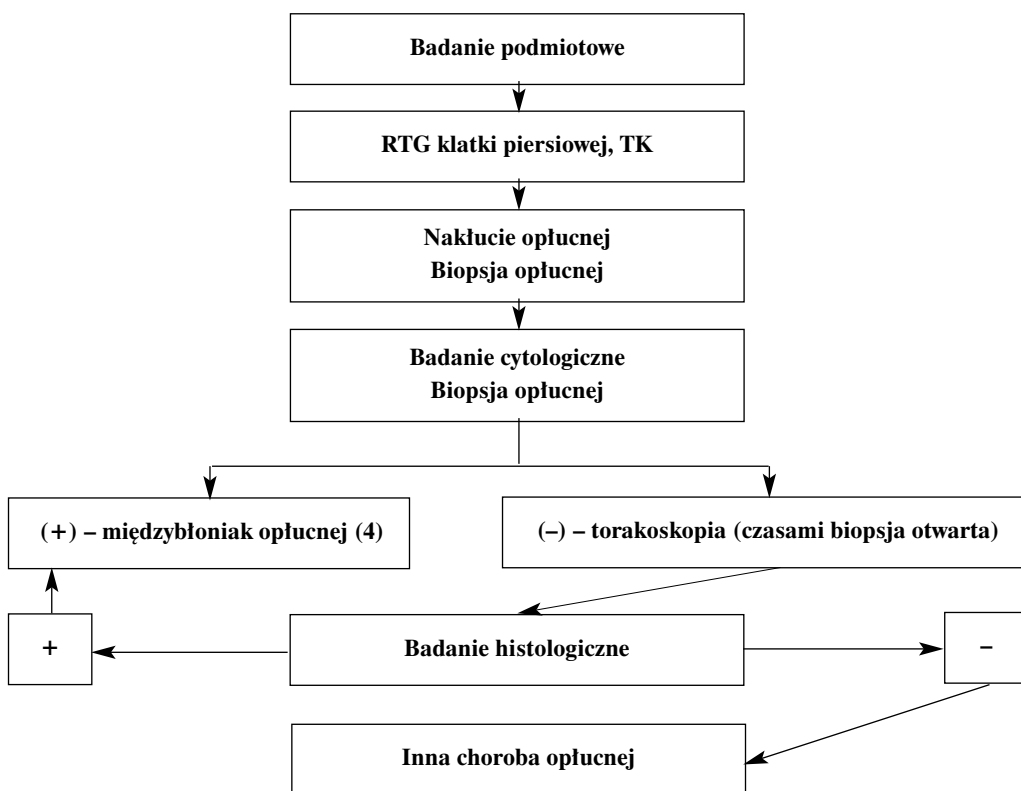 Badanie podmiotowe
RTG klatki piersiowej, TK
Nakłucie opłucnej
Biopsja opłucnej
Badanie cytologiczne
Biopsja opłucnej
(+) – międzybłoniak opłucnej (4)
(–) – torakoskopia (czasami biopsja otwarta)
+
Badanie histologiczne
–
Inna choroba opłucnej